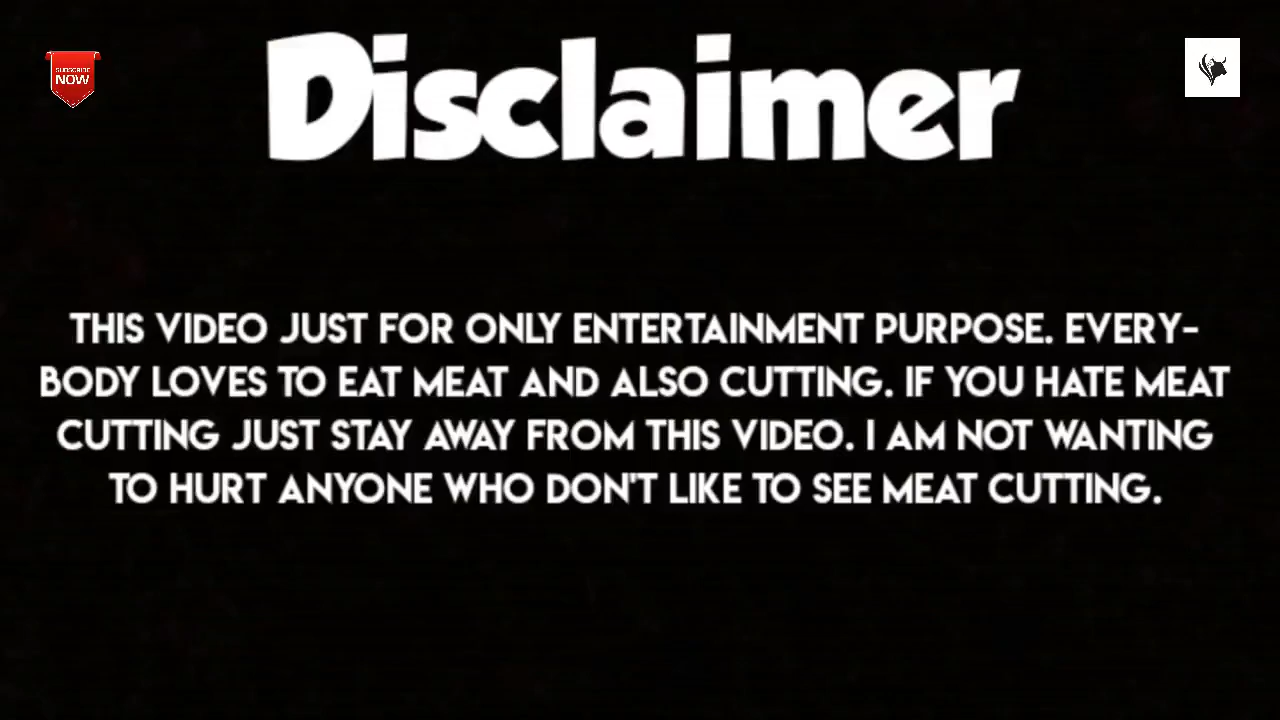 Disclaimer
SUBSCRIBE
NOW
THIS VIDEO JUST FOR ONLY ENTERTAINMENT PURPOSE. EVERY-
BODY LOVES TO EAT MEAT AND ALSO CUTTING. IF YOU HATE MEAT
CUTTING JUST STAY AWAY FROM THIS VIDEO. I AM NOT WANTING
TO HURT ANYONE WHO DON'T LIKE TO SEE MEAT CUTTING.